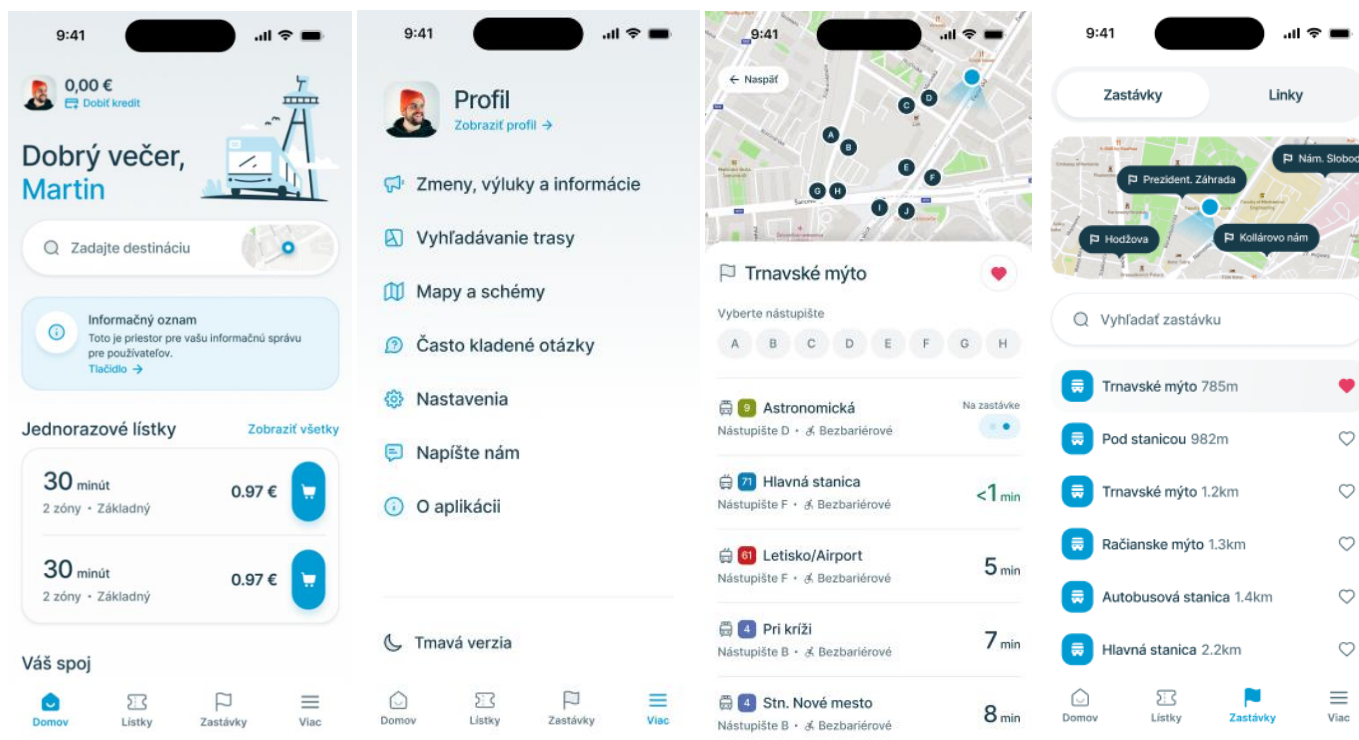 9:41
0,00 €
Dobiť kredit
Dobrý večer,
Martin
Zadajte destináciu
Informačný oznam
Toto je priestor pre vašu informačnú správu
pre používateľov.
Tlačidlo →
Jednorazové lístky Zobraziť všetky
30 minút
0.97 €
2 zóny • Základný
30 minút
0.97 €
2 zóny • Základný
Váš spoj
Domov Lístky Zastávky Viac
9:41
Profil
Zobraziť profil →
Zmeny, výluky a informácie
Vyhľadávanie trasy
Mapy a schémy
Často kladené otázky
Nastavenia
Napíšte nám
O aplikácii
Tmavá verzia
Domov Lístky Zastávky Viac
9:41
← Naspäť
D
C
A
B
E
F
G H
I J
Trnavské mýto
Vyberte nástupište
A B C D E F G H
9 Astronomická Na zastávke
Nástupište D • Bezbariérové
71 Hlavná stanica <1 min
Nástupište F • Bezbariérové
61 Letisko/Airport 5 min
Nástupište F • Bezbariérové
4 Pri kríži 7 min
Nástupište B • Bezbariérové
4 Stn. Nové mesto 8 min
Nástupište B • Bezbariérové
9:41
Zastávky Linky
Nám. Slobod
Prezident. Záhrada
Hodžova
Kollárovo nám
Vyhľadať zastávku
Trnavské mýto 785m
Pod stanicou 982m
Trnavské mýto 1.2km
Račianske mýto 1.3km
Autobusová stanica 1.4km
Hlavná stanica 2.2km
Domov Lístky Zastávky Viac